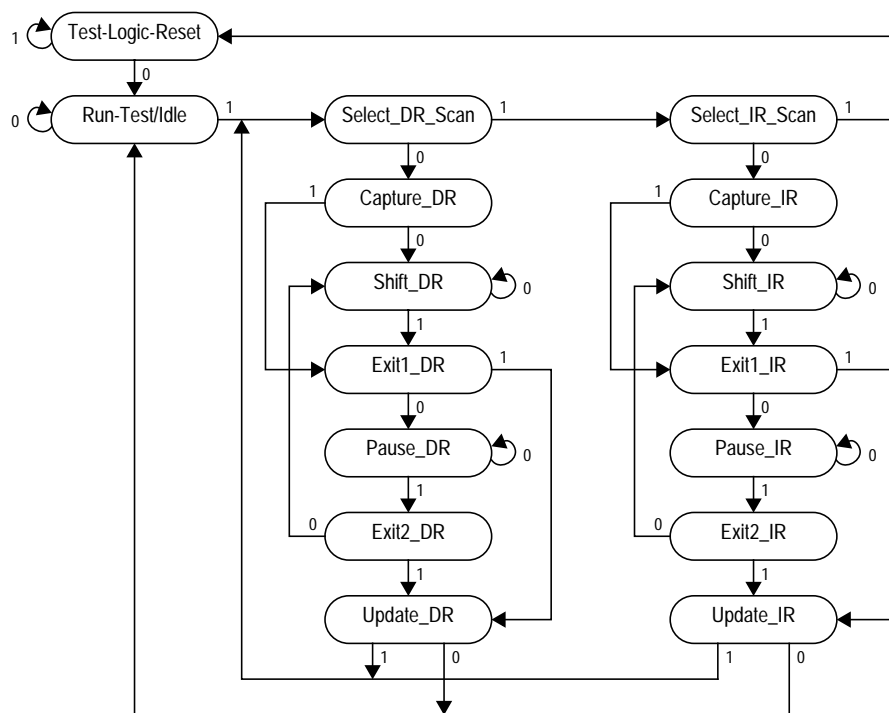 Test-Logic-Reset
1
0
Run-Test/Idle
0
1
Select_DR_Scan
1
Select_IR_Scan
1
0
0
1
Capture_DR
1
Capture_IR
0
0
Shift_DR
0
Shift_IR
0
1
1
Exit1_DR
1
Exit1_IR
1
0
0
Pause_DR
0
Pause_IR
0
1
1
0
Exit2_DR
0
Exit2_IR
1
1
Update_DR
Update_IR
1
0
1
0